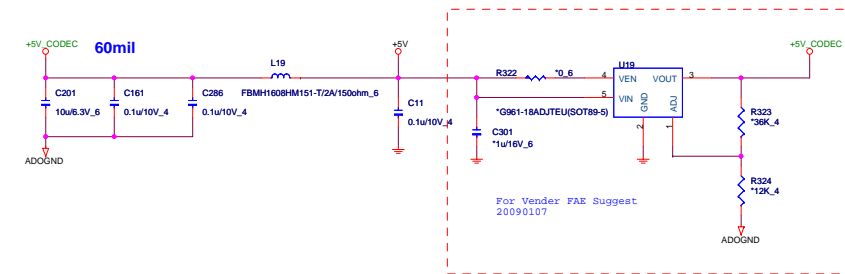 +5V_CODEC
60mil
L19
FBMH1608HM151-T/2A/150ohm_6
C201
10u/6.3V_6
C161
0.1u/10V_4
C286
0.1u/10V_4
ADOGND
+5V
C11
0.1u/10V_4
R322
*0_6
U19
4
VEN
VOUT
3
5
VIN
GND
ADJ
2
1
*G961-18ADJTEU(SOT89-5)
C301
*1u/16V_6
+5V_CODEC
R323
*36K_4
R324
*12K_4
ADOGND
For Vender FAE Suggest
20090107